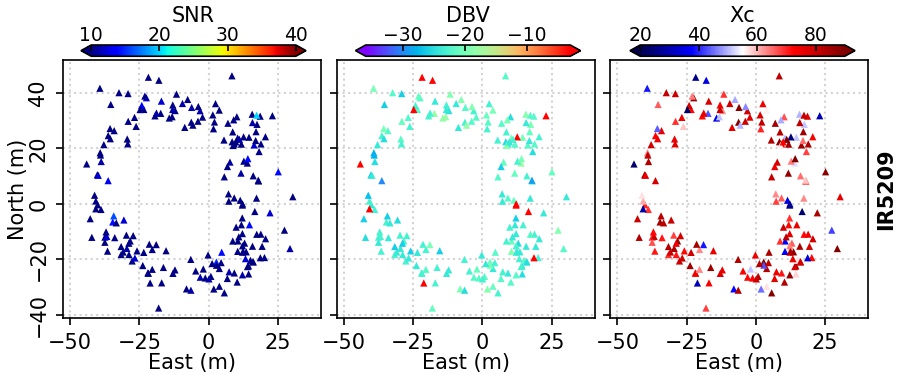 SNR DBV Xc
10 20 30 40 −30 −20 −10 20 40 60 80
40
20
0
−20
−40
North (m)
−50 −25 0 25 −50 −25 0 25 −50 −25 0 25
East (m) East (m) East (m)
IR5209